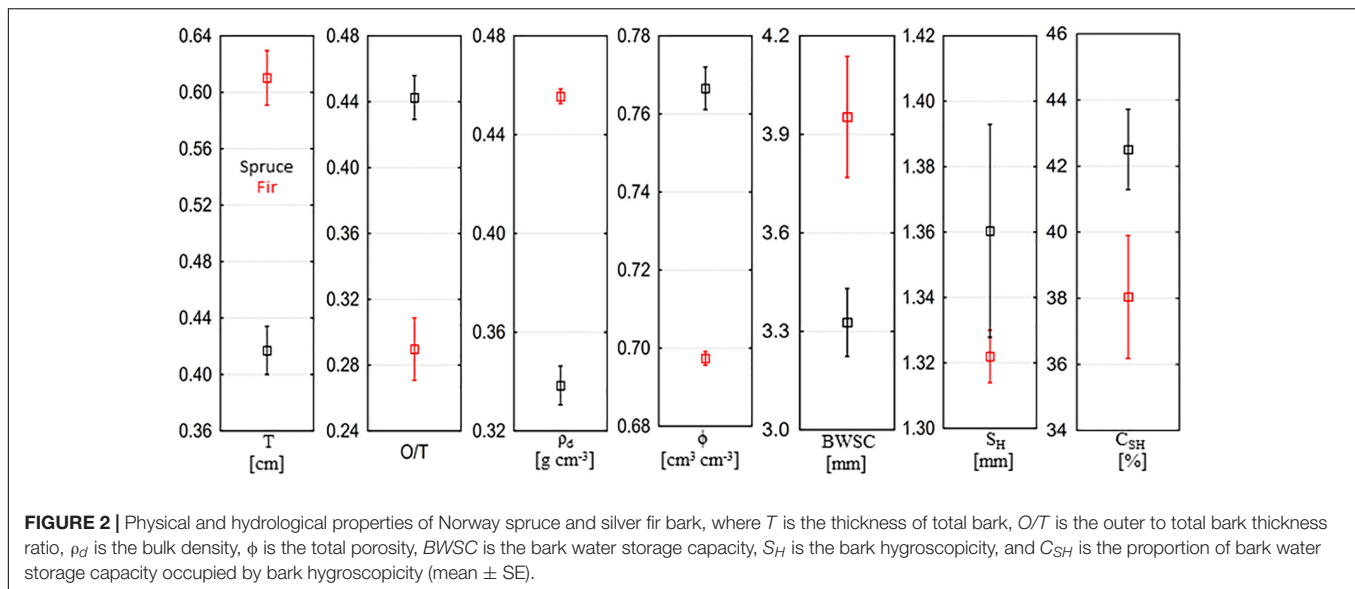 0.64
0.60
0.56
0.52
0.48
0.44
0.40
0.36
Spruce
Fir
T
[cm]
0.48
0.44
0.40
0.36
0.32
0.28
0.24
O/T
0.48
0.44
0.40
0.36
0.32
ρd
[g cm-3]
0.78
0.76
0.74
0.72
0.70
0.68
ϕ
[cm³ cm-3]
4.2
3.9
3.6
3.3
3.0
BWSC
[mm]
1.42
1.40
1.38
1.36
1.34
1.32
1.30
SH
[mm]
46
44
42
40
38
36
34
CSH
[%]
FIGURE 2 | Physical and hydrological properties of Norway spruce and silver fir bark, where T is the thickness of total bark, O/T is the outer to total bark thickness
ratio, ρd is the bulk density, ϕ is the total porosity, BWSC is the bark water storage capacity, SH is the bark hygroscopicity, and CSH is the proportion of bark water
storage capacity occupied by bark hygroscopicity (mean ± SE).